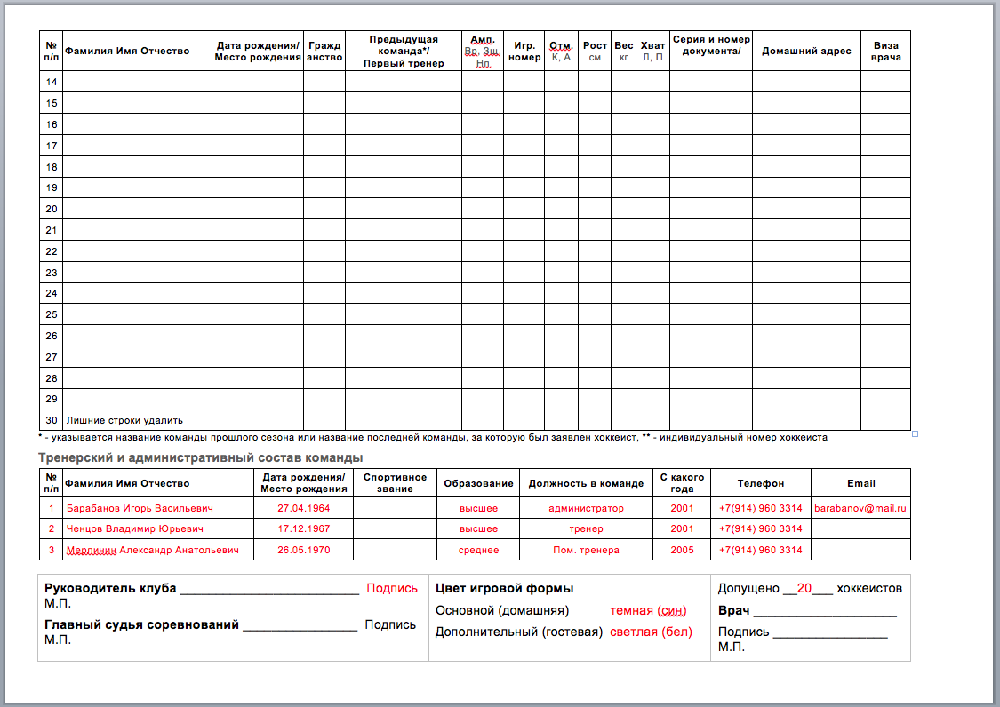 № п/п Фамилия Имя Отчество Дата рождения/ Место рождения Гражд анство Предыдущая команда*/ Первый тренер Амп. Вр, Зщ, Нп Игр. номер Отм. К, А Рост см Вес кг Хват Л, П Серия и номер документа/ Домашний адрес Виза врача
14
15
16
17
18
19
20
21
22
23
24
25
26
27
28
29
30 Лишние строки удалить
* - указывается название команды прошлого сезона или название последней команды, за которую был заявлен хоккеист, ** - индивидуальный номер хоккеиста
Тренерский и административный состав команды
№ п/п Фамилия Имя Отчество Дата рождения/ Место рождения Спортивное звание Образование Должность в команде С какого года Телефон Email
1 Барабанов Игорь Васильевич 27.04.1964 высшее администратор 2001 +7(914) 960 3314 barabanov@mail.ru
2 Ченцов Владимир Юрьевич 17.12.1967 высшее тренер 2001 +7(914) 960 3314
3 Мерлинин Александр Анатольевич 26.05.1970 среднее Пом. тренера 2005 +7(914) 960 3314
Руководитель клуба _________________________ Подпись
М.П.
Главный судья соревнований ________________ Подпись
М.П.
Цвет игровой формы
Основной (домашняя) темная (син)
Дополнительный (гостевая) светлая (бел)
Допущено __20___ хоккеистов
Врач ____________________
Подпись ________________
М.П.